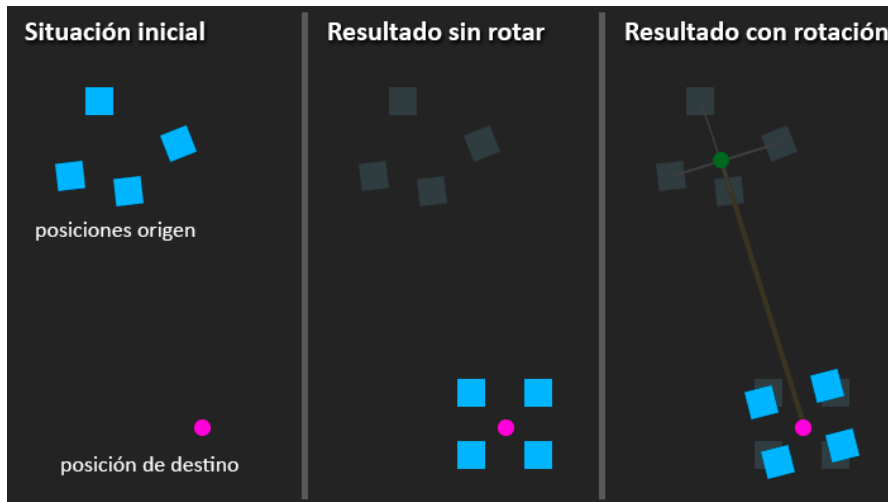 Situación inicial
Resultado sin rotar
Resultado con rotación
posiciones origen
posición de destino